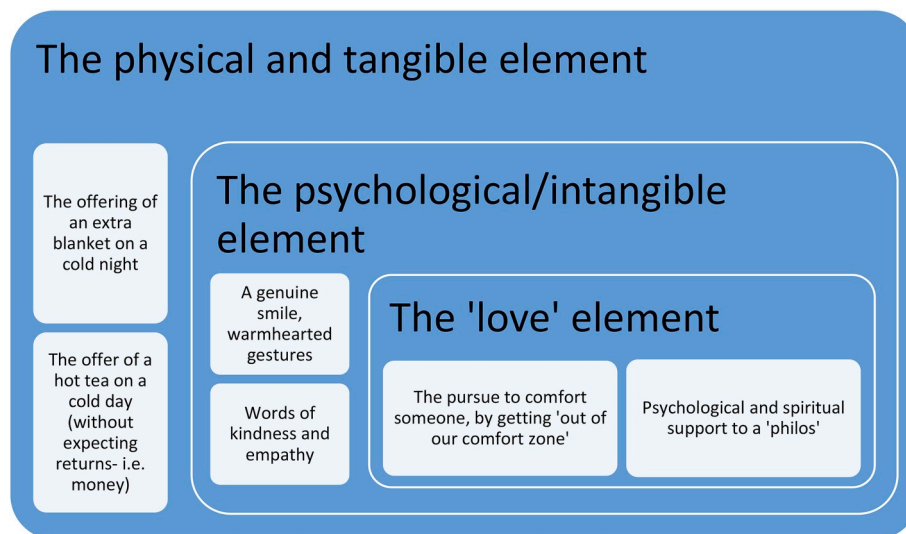 The physical and tangible element
The offering of
an extra
blanket on a
cold night
The offer of a
hot tea on a
cold day
(without
expecting
returns- i.e.
money)
The psychological/intangible
element
A genuine
smile,
warmhearted
gestures
Words of
kindness and
empathy
The 'love' element
The pursue to comfort
someone, by getting 'out of
our comfort zone'
Psychological and spiritual
support to a 'philos'